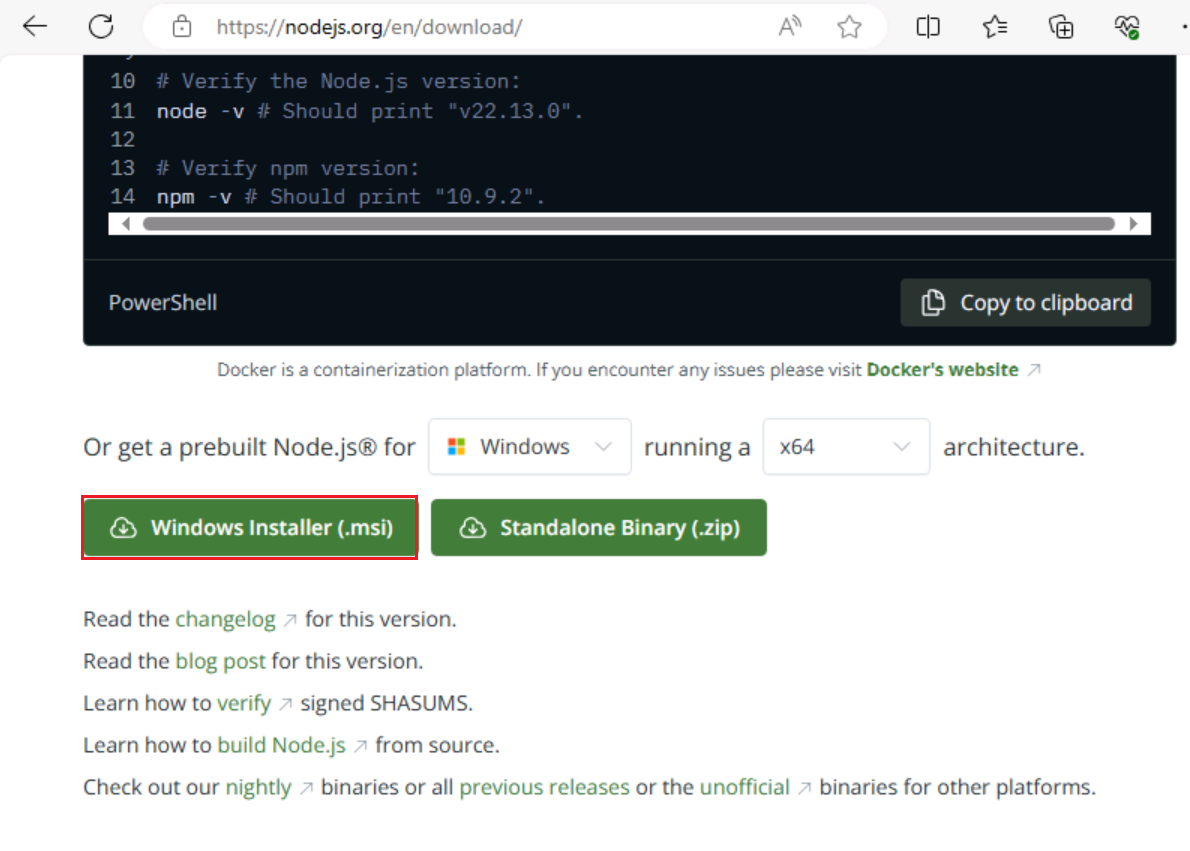 https://nodejs.org/en/download/
10 # Verify the Node.js version:
11 node -v # Should print "v22.13.0".
12
13 # Verify npm version:
14 npm -v # Should print "10.9.2".
PowerShell Copy to clipboard
Docker is a containerization platform. If you encounter any issues please visit Docker's website
Or get a prebuilt Node.js® for Windows running a x64 architecture.
Windows Installer (.msi) Standalone Binary (.zip)
Read the changelog for this version.
Read the blog post for this version.
Learn how to verify signed SHASUMS.
Learn how to build Node.js from source.
Check out our nightly binaries or all previous releases or the unofficial binaries for other platforms.